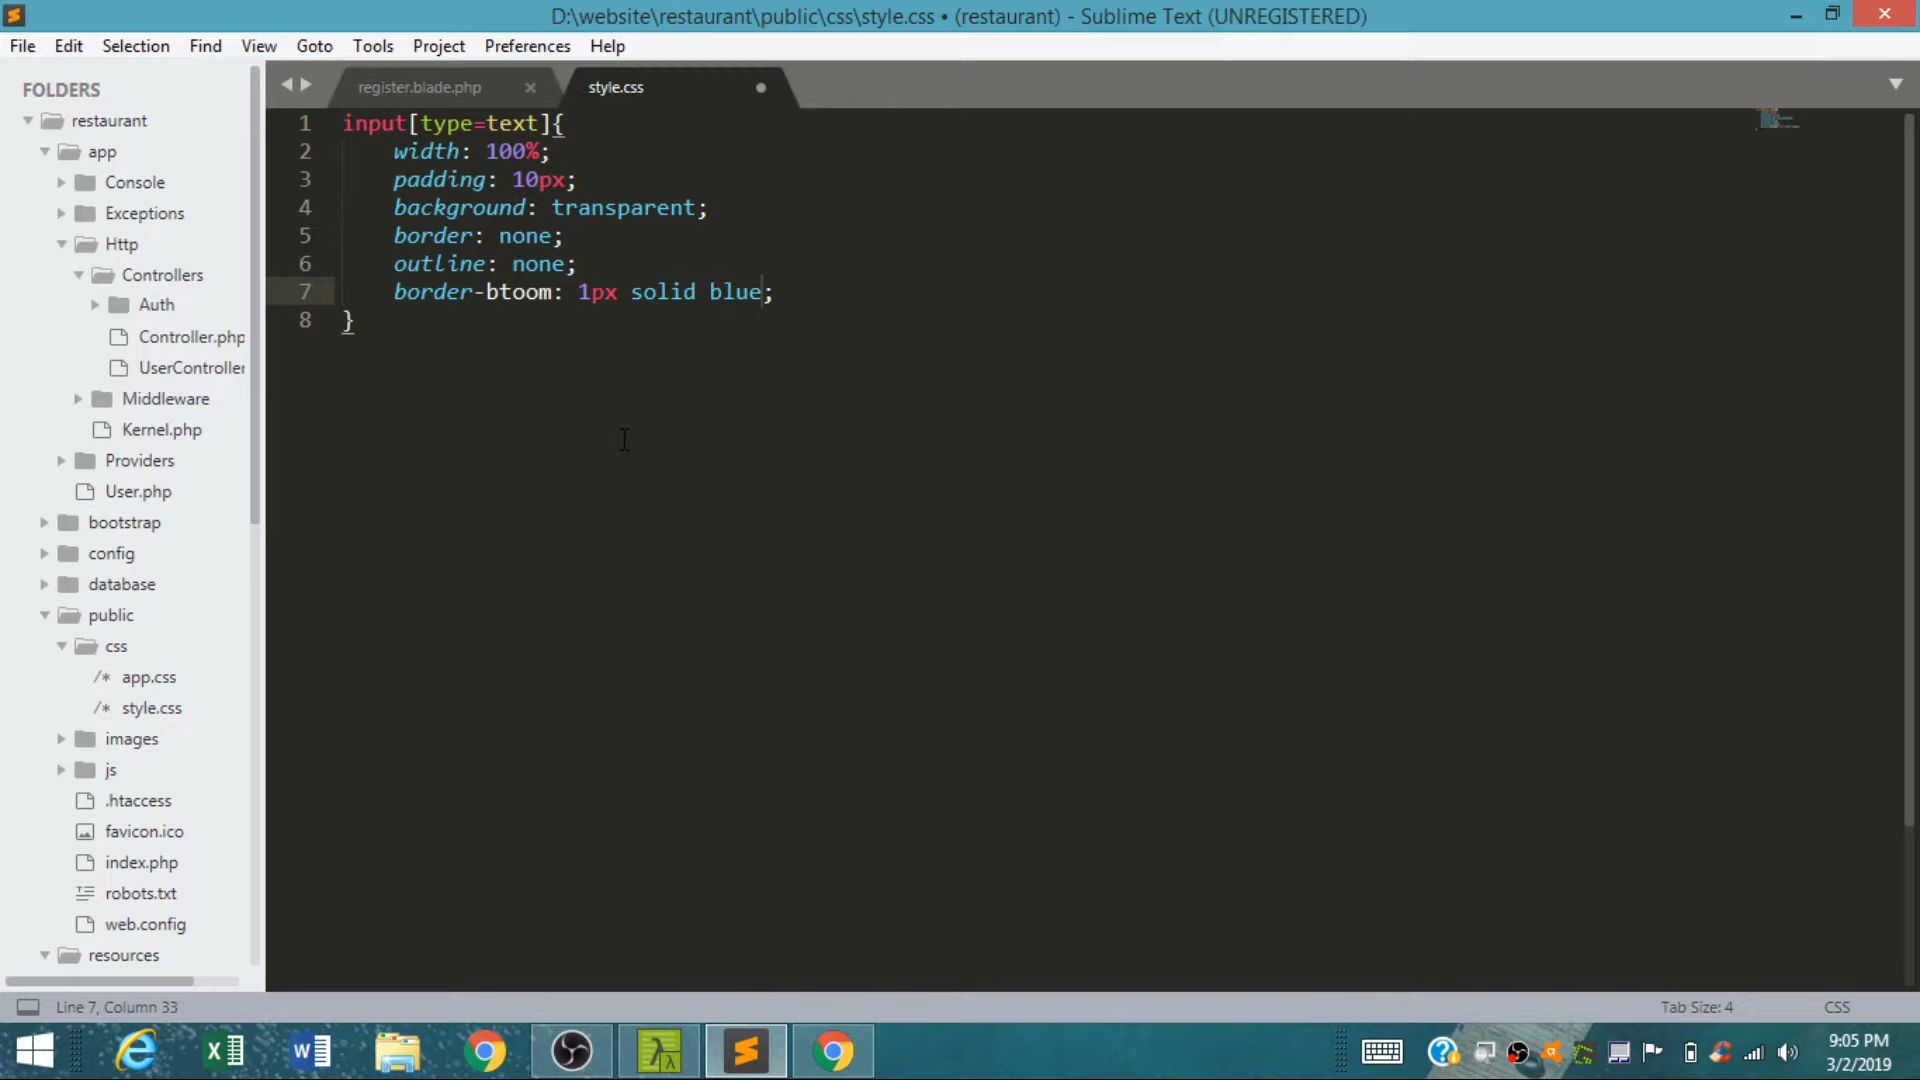 D:\website\restaurant\public\css\style.css • (restaurant) - Sublime Text (UNREGISTERED)
File Edit Selection Find View Goto Tools Project Preferences Help
FOLDERS
restaurant
app
Console
Exceptions
Http
Controllers
Auth
Controller.php
UserController
Middleware
Kernel.php
Providers
User.php
bootstrap
config
database
public
css
/* app.css
/* style.css
images
js
.htaccess
favicon.ico
index.php
robots.txt
web.config
resources
register.blade.php
style.css
1 input[type=text]{
2 width: 100%;
3 padding: 10px;
4 background: transparent;
5 border: none;
6 outline: none;
7 border-btoom: 1px solid blue;
8 }
Line 7, Column 33
Tab Size: 4
CSS
9:05 PM
3/2/2019